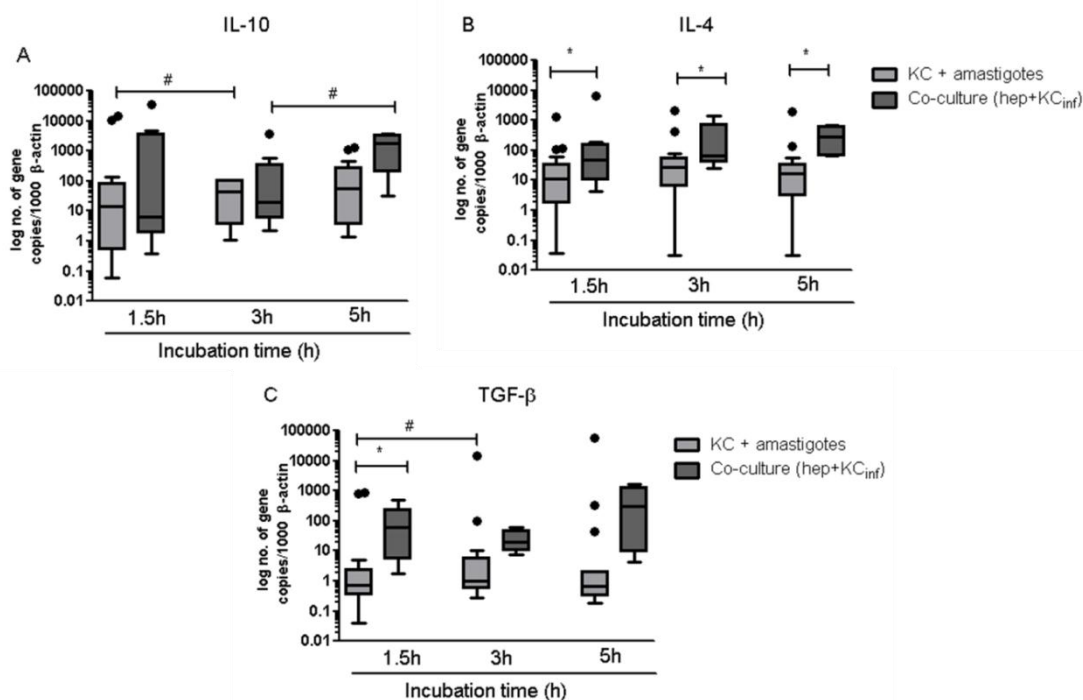 IL-10
A
log no. of gene
copies/1000 β-actin
100000
10000
1000
100
10
1
0.1
0.01
#
#
1.5h
3h
5h
Incubation time (h)
B
IL-4
log no. of gene
copies/1000 β-actin
100000
10000
1000
100
10
1
0.1
0.01
*
*
*
1.5h
3h
5h
Incubation time (h)
KC + amastigotes
Co-culture (hep+KCinf)
C
TGF-β
log no. of gene
copies/1000 β-actin
100000
10000
1000
100
10
1
0.1
0.01
#
*
1.5h
3h
5h
Incubation time (h)
KC + amastigotes
Co-culture (hep+KCinf)